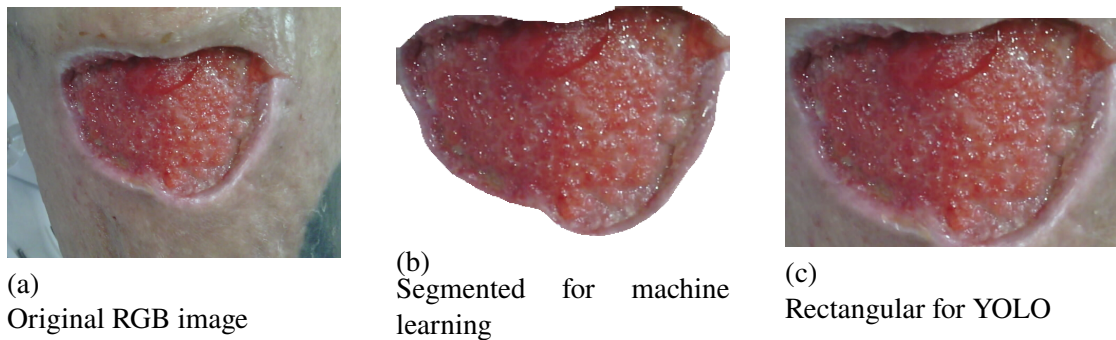 (a)
Original RGB image
(b)
Segmented for machine
learning
(c)
Rectangular for YOLO